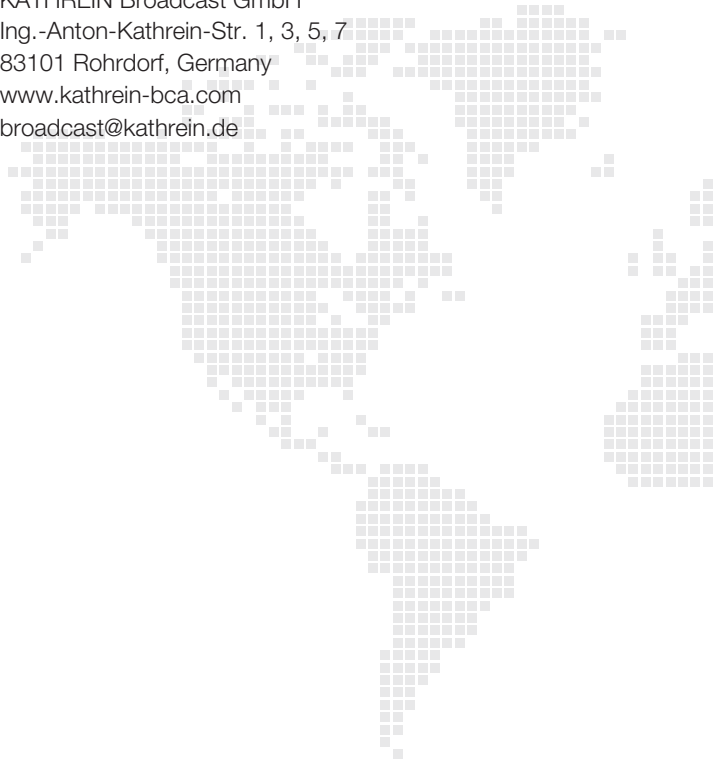 KATHREIN Broadcast GmbH
Ing.-Anton-Kathrein-Str. 1, 3, 5, 7
83101 Rohrdorf, Germany
www.kathrein-bca.com
broadcast@kathrein.de